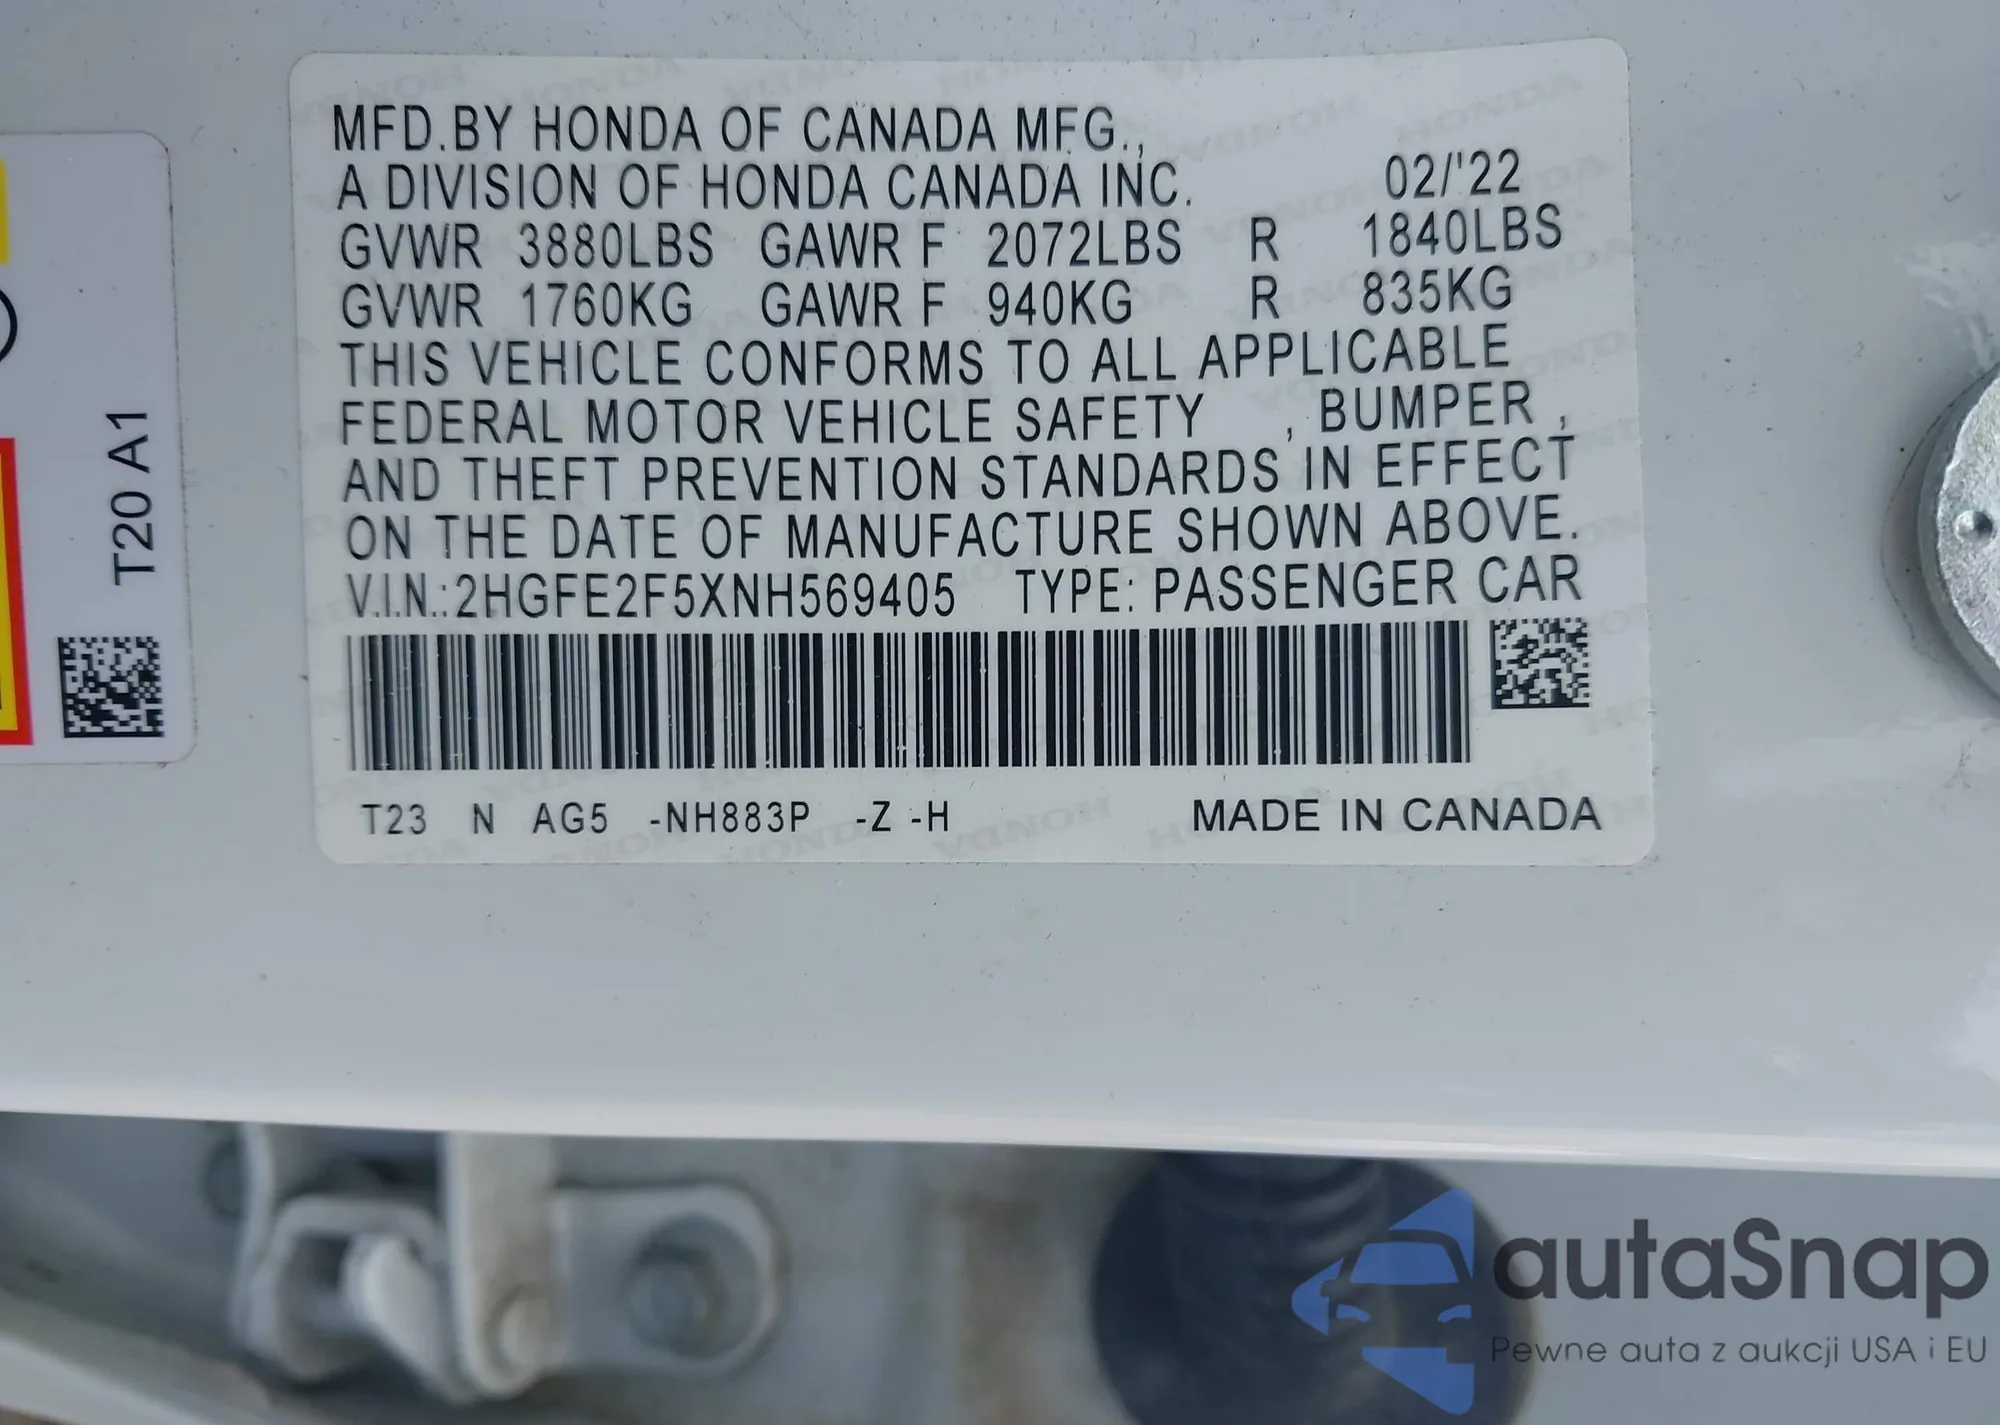 MFD.BY HONDA OF CANADA MFG.,
A DIVISION OF HONDA CANADA INC. 02/'22
GVWR 3880LBS GAWR F 2072LBS R 1840LBS
GVWR 1760KG GAWR F 940KG R 835KG
THIS VEHICLE CONFORMS TO ALL APPLICABLE
FEDERAL MOTOR VEHICLE SAFETY , BUMPER ,
AND THEFT PREVENTION STANDARDS IN EFFECT
ON THE DATE OF MANUFACTURE SHOWN ABOVE.
V.I.N.:2HGFE2F5XNH569405 TYPE: PASSENGER CAR
T23 N AG5 -NH883P -Z -H MADE IN CANADA
T20 A1
autaSnap
Pewne auta z aukcji USA i EU